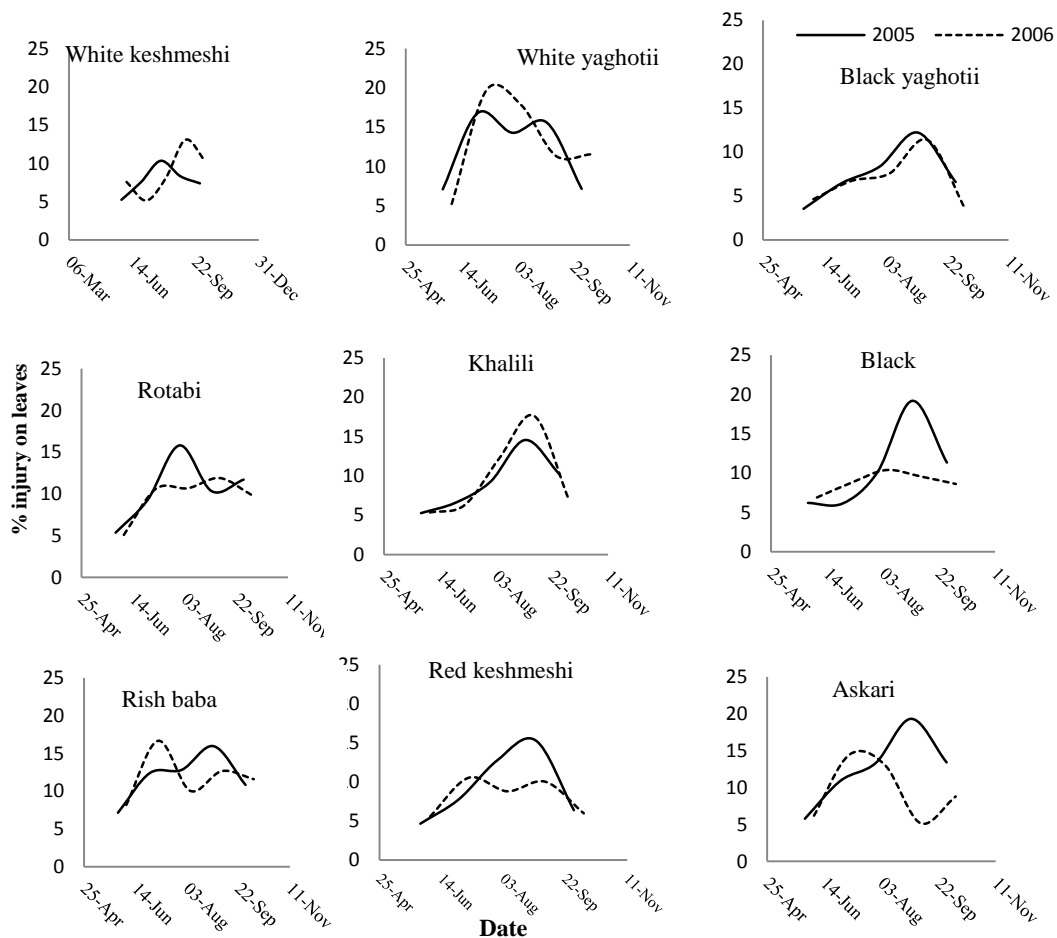 White keshmeshi
25
20
15
10
5
0
06-Mar
14-Jun
22-Sep
31-Dec
White yaghotii
25
20
15
10
5
0
25-Apr
14-Jun
03-Aug
22-Sep
11-Nov
2005
2006
Black yaghotii
25
20
15
10
5
0
25-Apr
14-Jun
03-Aug
22-Sep
11-Nov
% injury on leaves
Rotabi
25
20
15
10
5
0
25-Apr
14-Jun
03-Aug
22-Sep
11-Nov
Khalili
25
20
15
10
5
0
25-Apr
14-Jun
03-Aug
22-Sep
11-Nov
Black
25
20
15
10
5
0
25-Apr
14-Jun
03-Aug
22-Sep
11-Nov
Rish baba
25
20
15
10
5
0
25-Apr
14-Jun
03-Aug
22-Sep
11-Nov
Red keshmeshi
25
0
5
0
5
0
25-Apr
14-Jun
03-Aug
22-Sep
11-Nov
Askari
25
20
15
10
5
0
25-Apr
14-Jun
03-Aug
22-Sep
11-Nov
Date